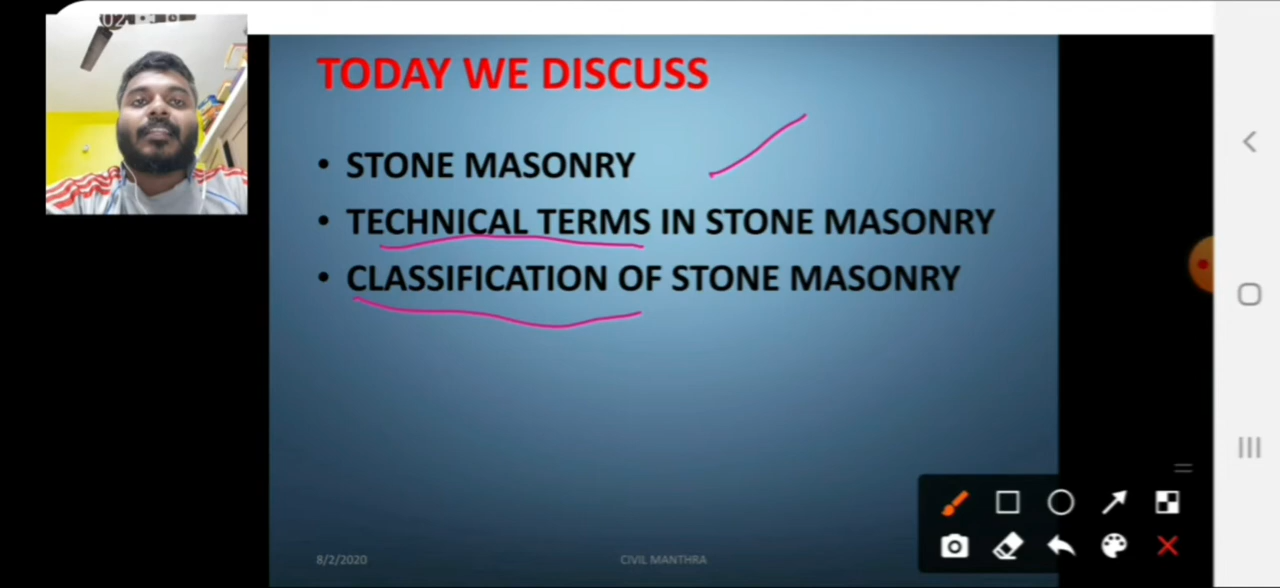 02
TODAY WE DISCUSS
• STONE MASONRY
• TECHNICAL TERMS IN STONE MASONRY
• CLASSIFICATION OF STONE MASONRY
8/2/2020
CIVIL MANTHRA